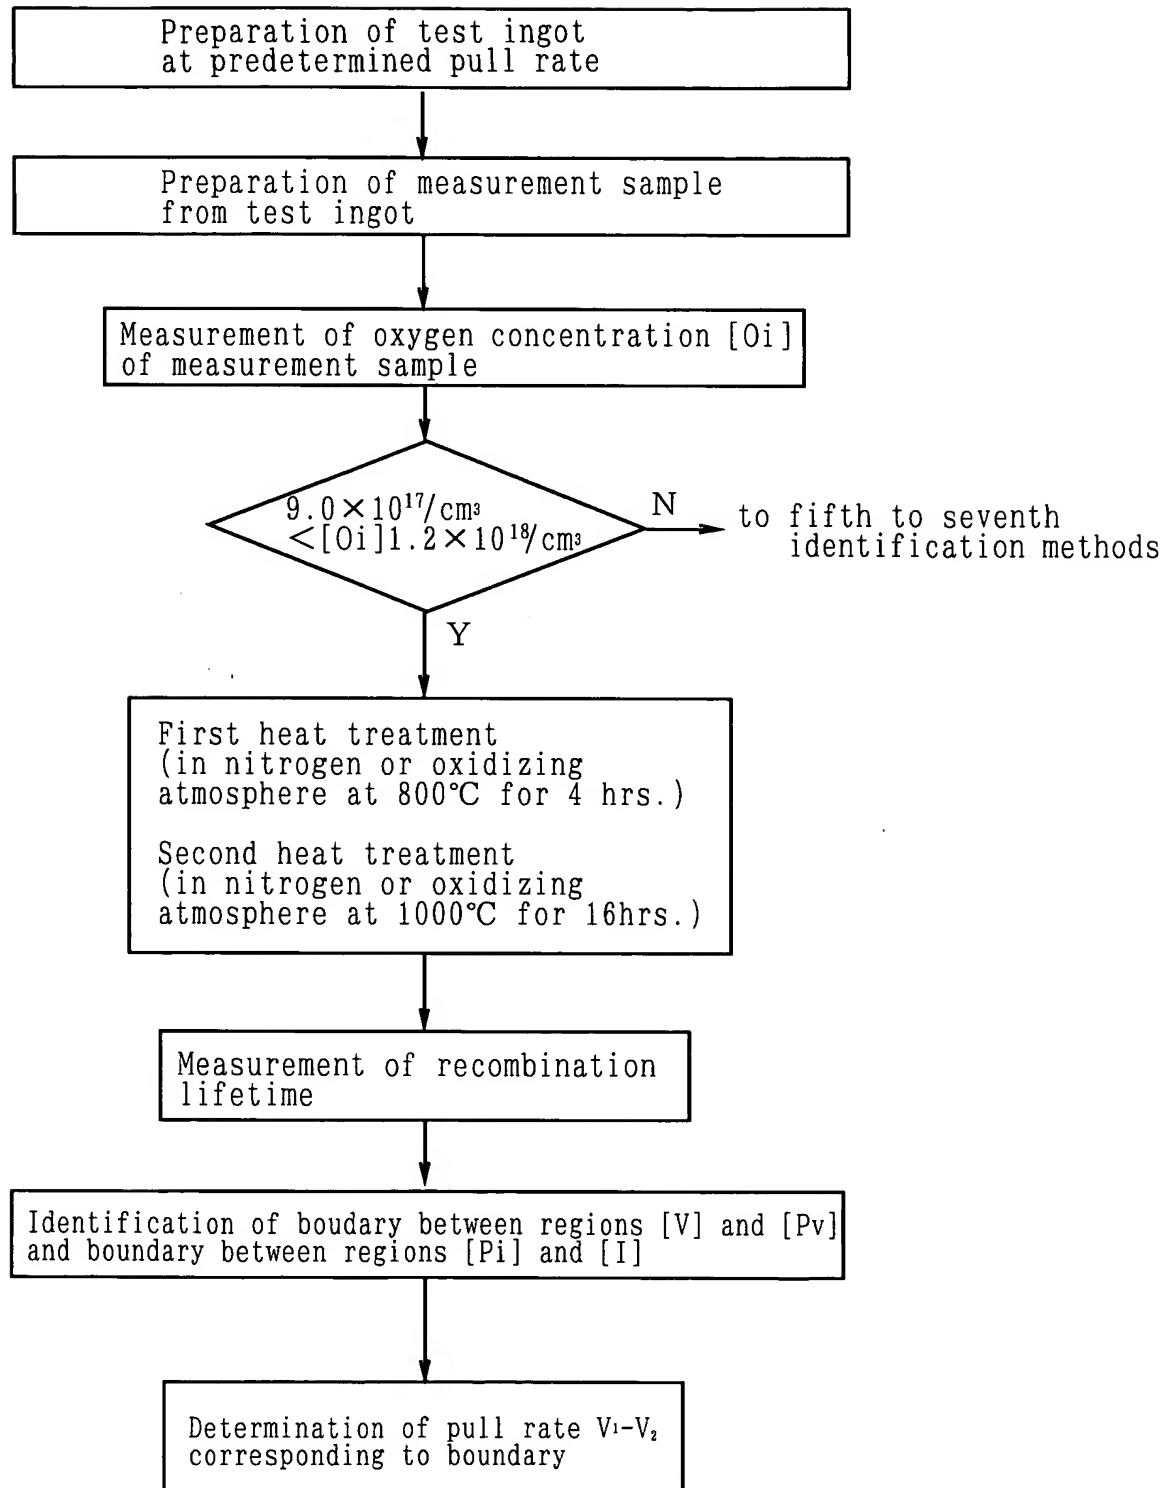 Preparation of test ingot
at predetermined pull rate
Preparation of measurement sample
from test ingot
Measurement of oxygen concentration [Oi]
of measurement sample
9.0×10¹⁷/cm³
<[Oi]1.2×10¹⁸/cm³
N
to fifth to seventh
identification methods
Y
First heat treatment
(in nitrogen or oxidizing
atmosphere at 800℃ for 4 hrs.)
Second heat treatment
(in nitrogen or oxidizing
atmosphere at 1000℃ for 16hrs.)
Measurement of recombination
lifetime
Identification of boudary between regions [V] and [Pv]
and boundary between regions [Pi] and [I]
Determination of pull rate V¹-V₂
corresponding to boundary